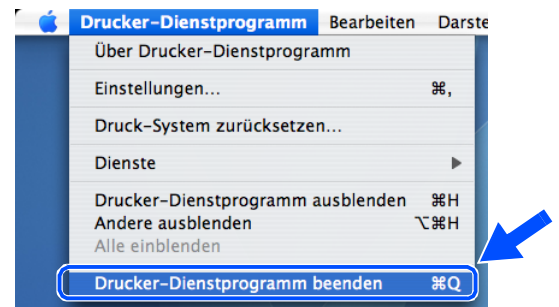 Drucker-Dienstprogramm Bearbeiten Darste
Über Drucker-Dienstprogramm
Einstellungen... ⌘,
Druck-System zurücksetzen...
Dienste ▶
Drucker-Dienstprogramm ausblenden ⌘H
Andere ausblenden ⌥⌘H
Alle einblenden
Drucker-Dienstprogramm beenden ⌘Q